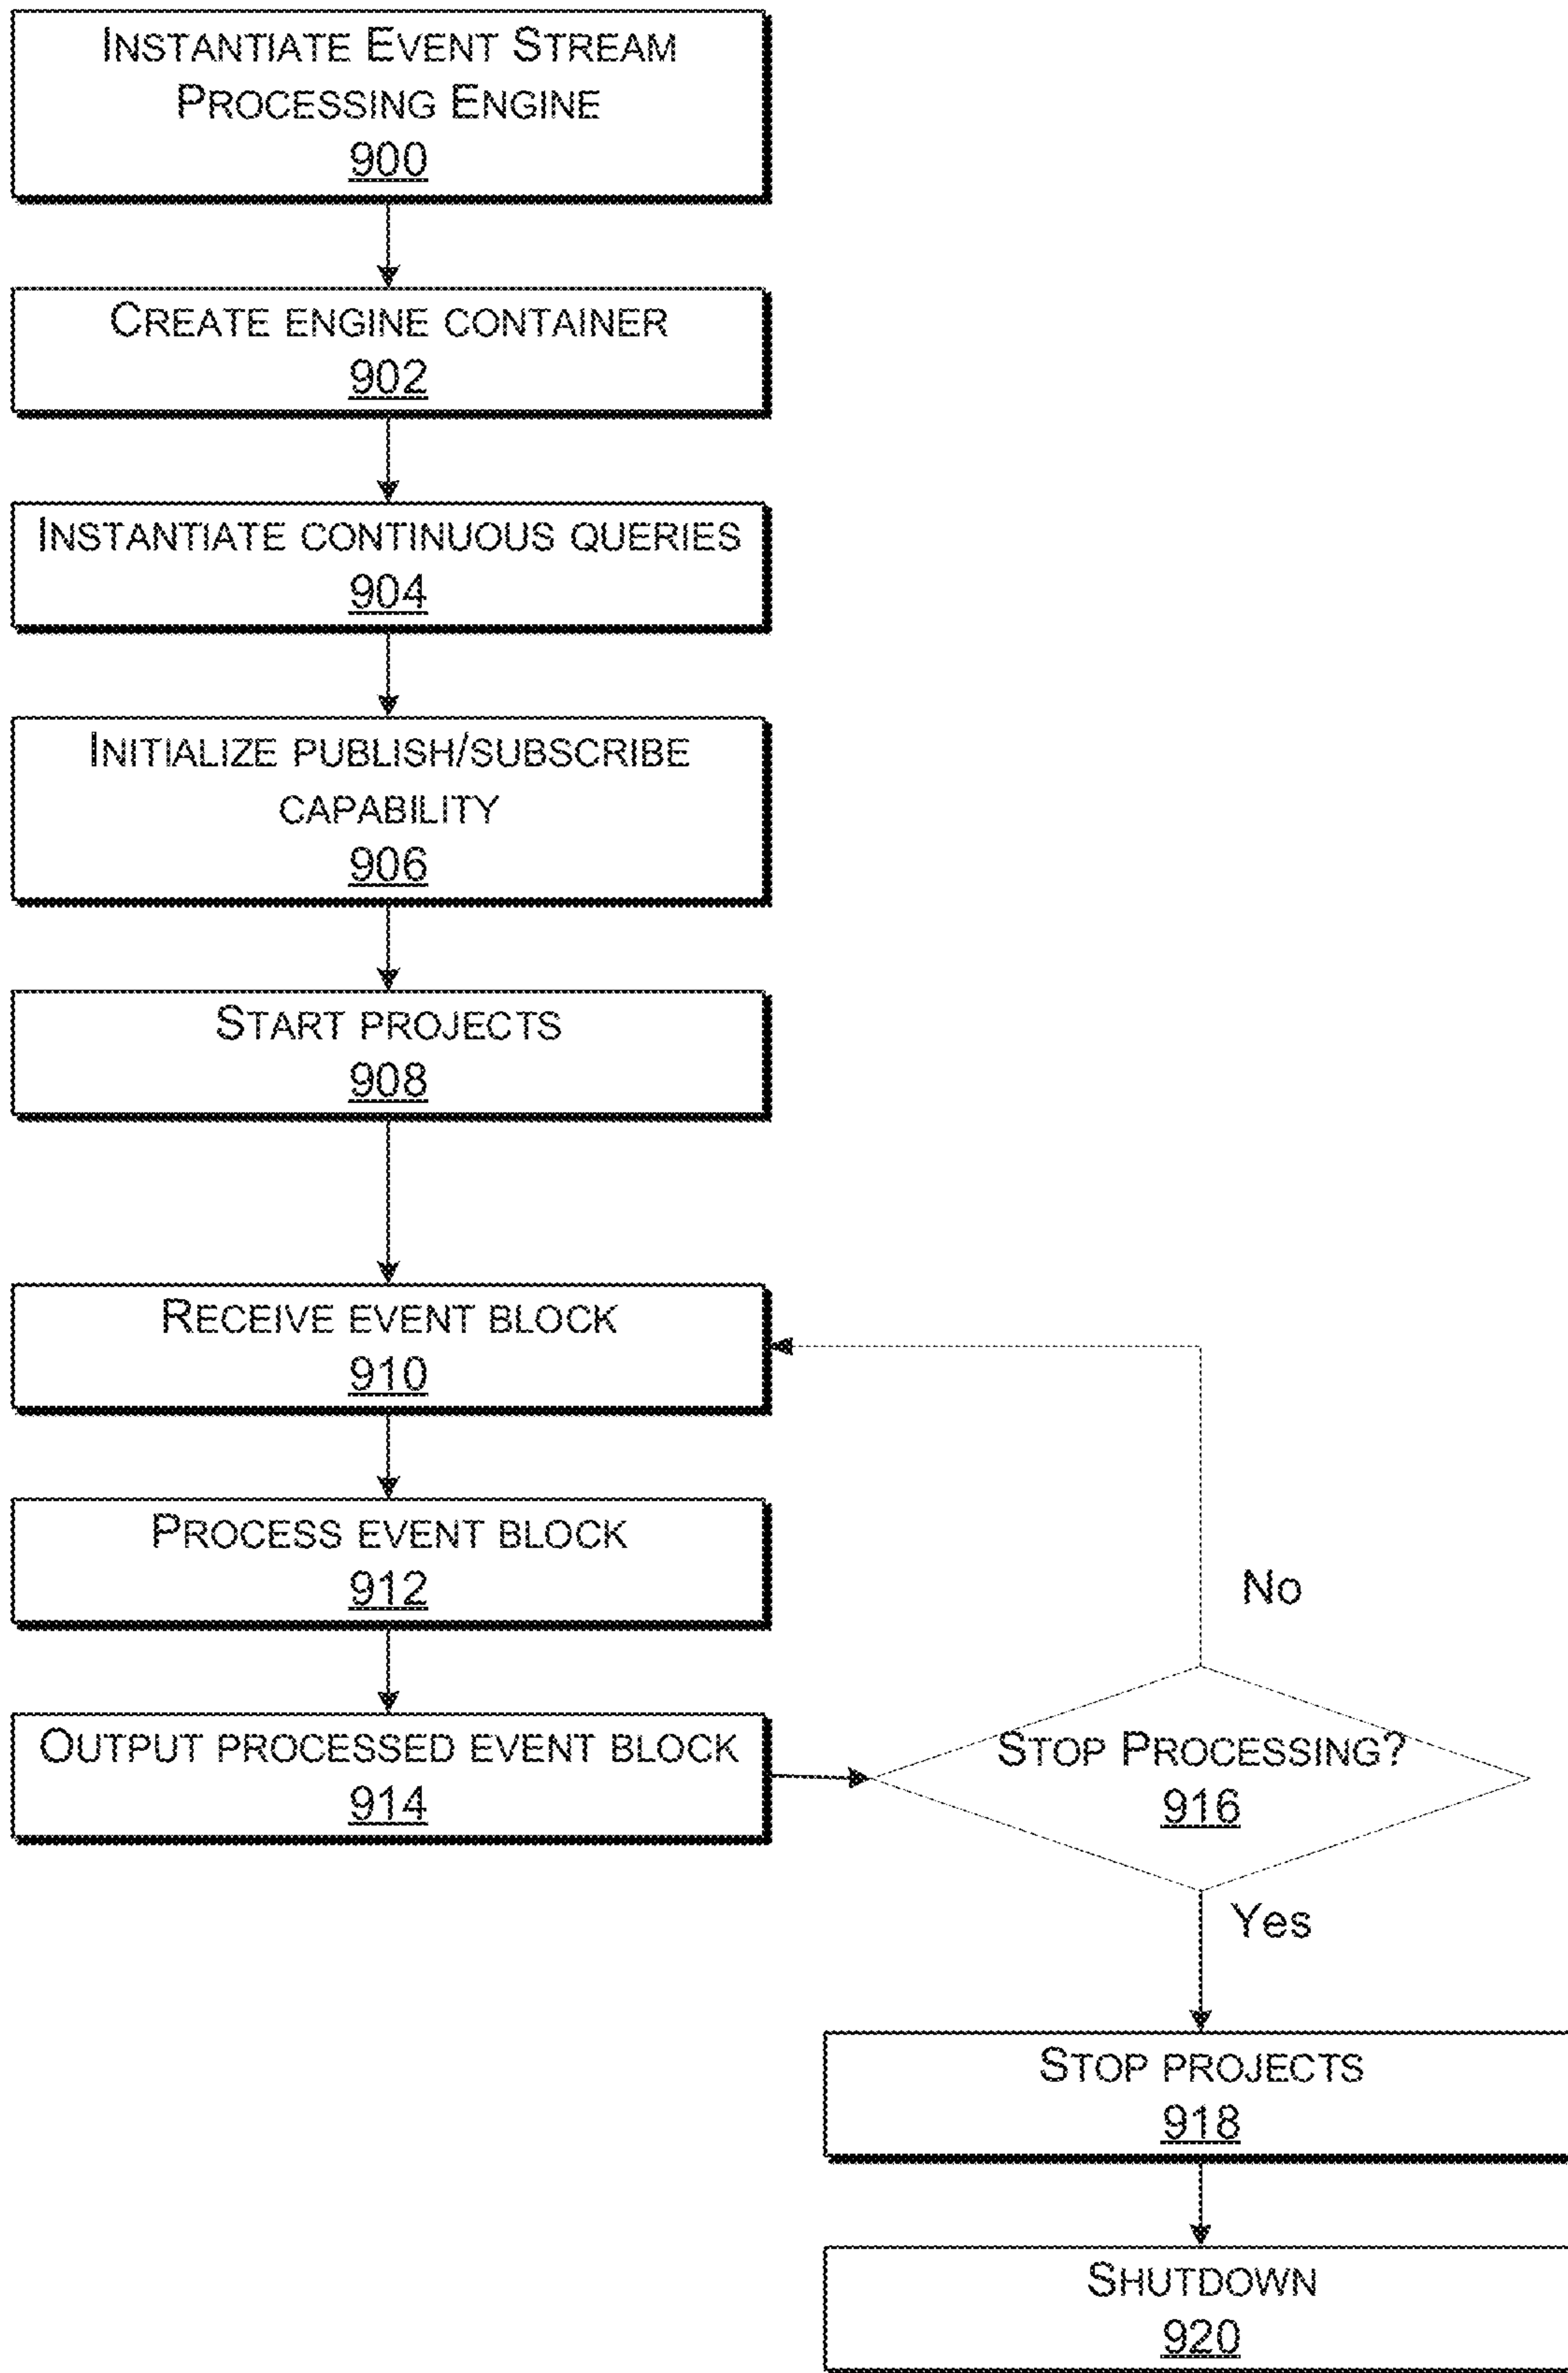 INSTANTIATE EVENT STREAM
PROCESSING ENGINE
900
CREATE ENGINE CONTAINER
902
INSTANTIATE CONTINUOUS QUERIES
904
INITIALIZE PUBLISH/SUBSCRIBE
CAPABILITY
906
START PROJECTS
908
RECEIVE EVENT BLOCK
910
PROCESS EVENT BLOCK
912
No
OUTPUT PROCESSED EVENT BLOCK
914
STOP PROCESSING?
916
Yes
STOP PROJECTS
918
SHUTDOWN
920